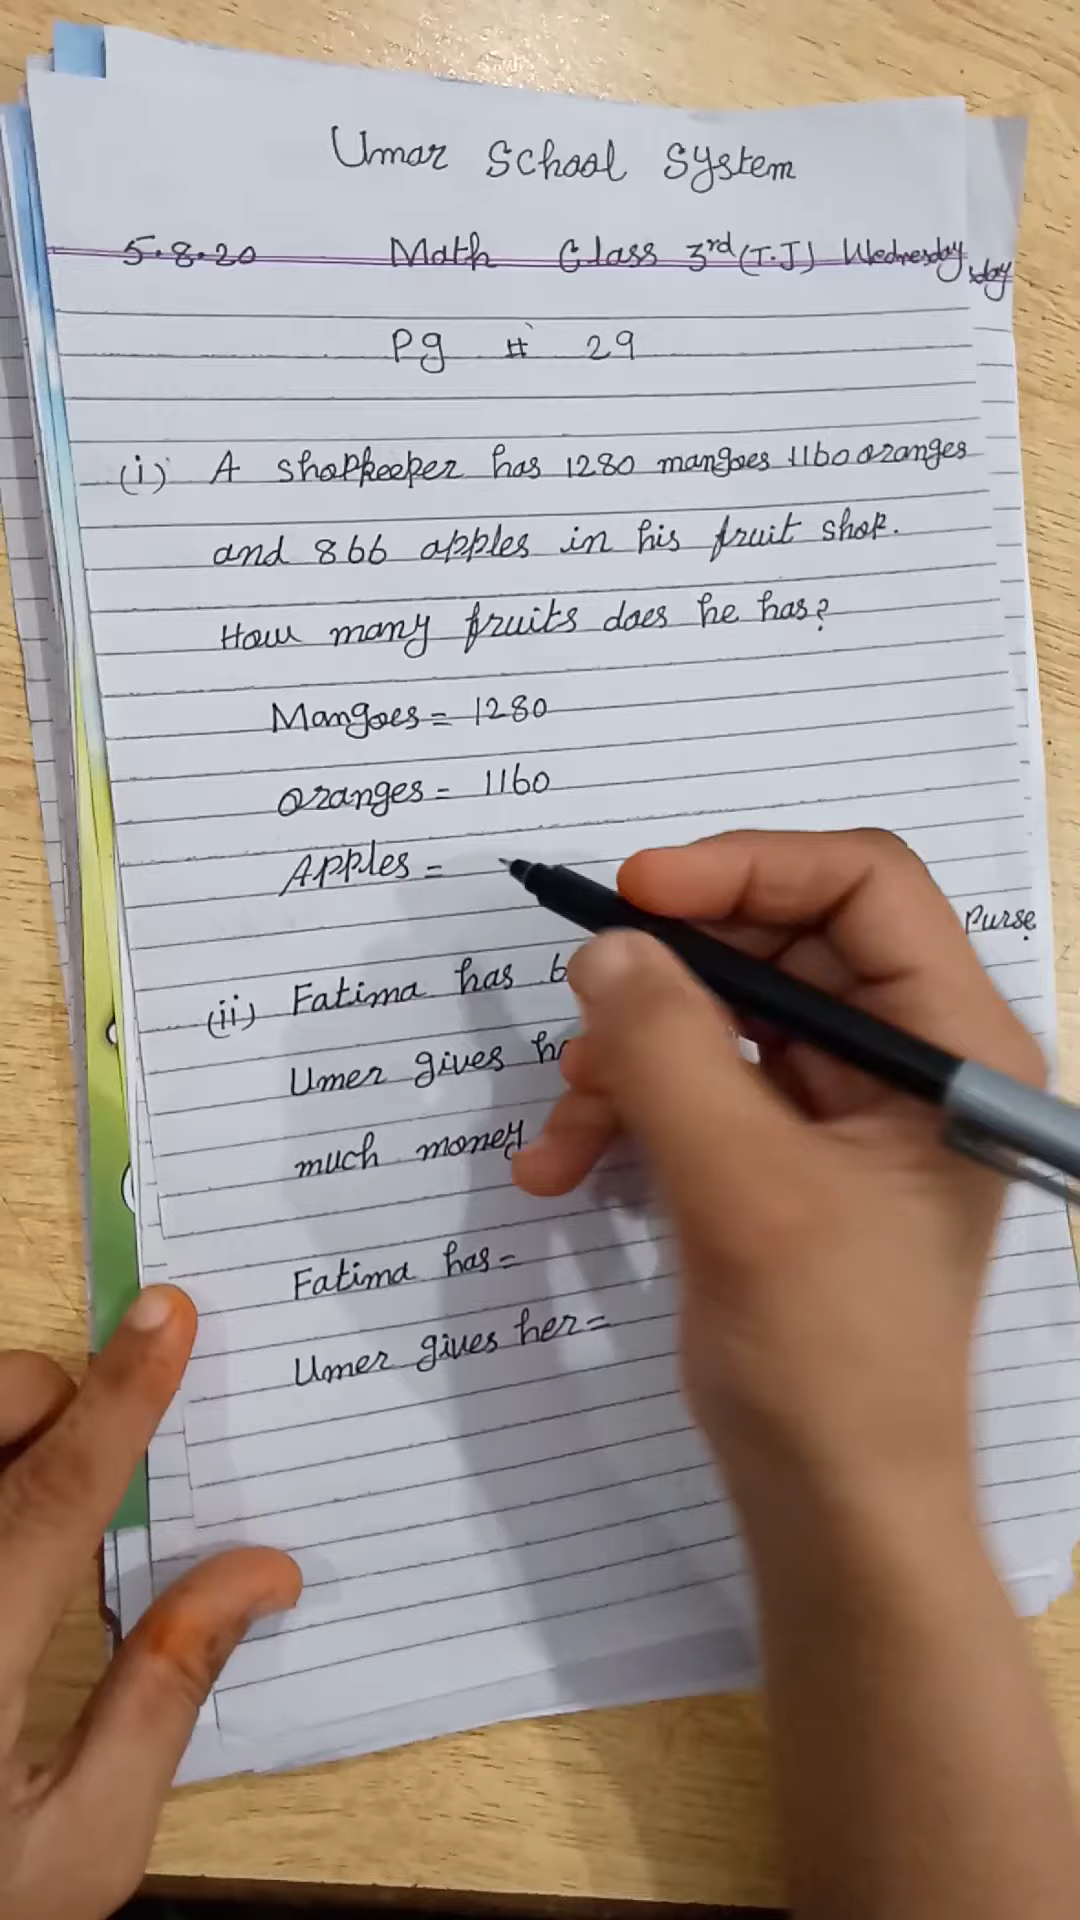 Umar School System
5.8.20 Math Class 3rd (T.J) Wednesday
sday
Pg # 29
(i) A shopkeeper has 1280 mangoes 1160 oranges
and 866 apples in his fruit shop.
How many fruits does he has?
Mangoes = 1280
oranges = 1160
Apples =
(ii) Fatima has purse.
Umer gives
much money
Fatima has =
Umer gives her =